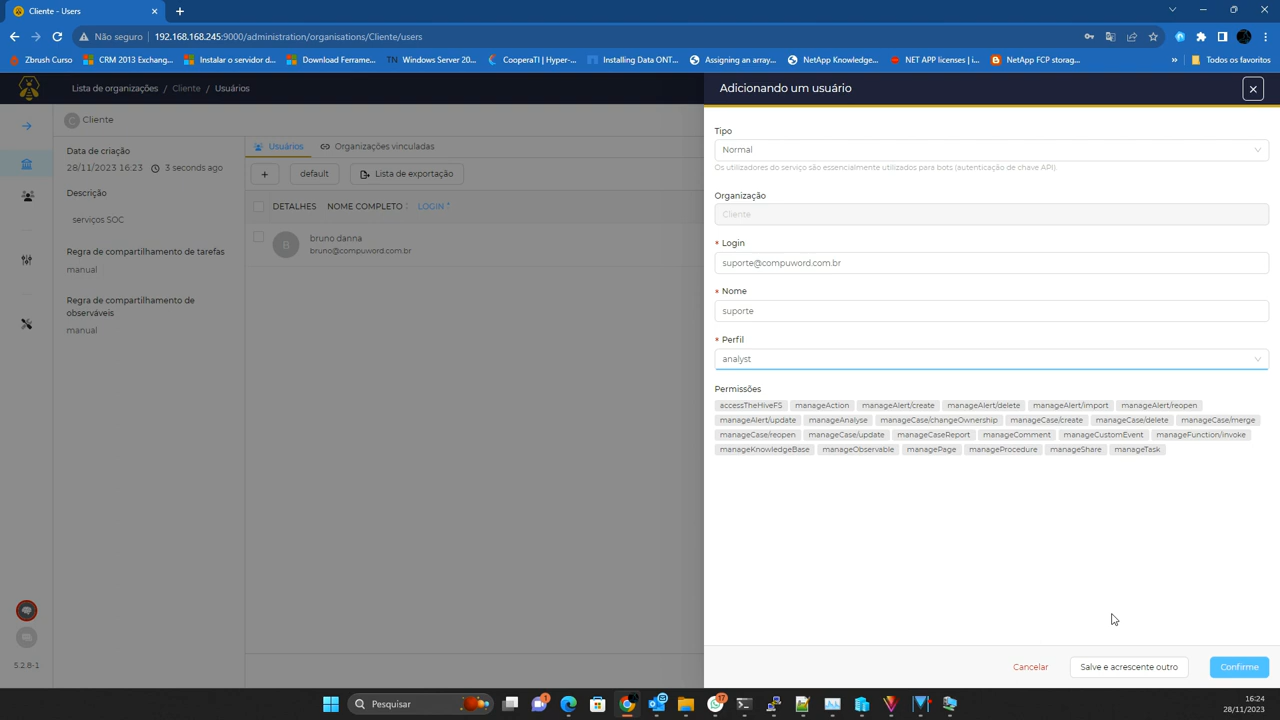 Cliente - Users
Não seguro
192.168.168.245:9000/administration/organisations/Cliente/users
Zbrush Curso
CRM 2013 Exchang...
Instalar o servidor d...
Download Ferrame...
TN Windows Server 20...
CooperaTI | Hyper-...
Installing Data ONT...
Assigning an array...
NetApp Knowledge...
NET APP licenses | i...
NetApp FCP storag...
»
Todos os favoritos
Lista de organizações / Cliente / Usuários
Adicionando um usuário
C Cliente
Data de criação
28/11/2023 16:23 3 seconds ago
Descrição
serviços SOC
Regra de compartilhamento de tarefas
manual
Regra de compartilhamento de
observáveis
manual
Usuários
Organizações vinculadas
+
default
Lista de exportação
DETALHES NOME COMPLETO LOGIN
B
bruno danna
bruno@compuword.com.br
Tipo
Normal
Os utilizadores do serviço são essencialmente utilizados para bots (autenticação de chave API).
Organização
Cliente
* Login
suporte@compuword.com.br
* Nome
suporte
* Perfil
analyst
Permissões
accessTheHiveFS manageAction manageAlert/create manageAlert/delete manageAlert/import manageAlert/reopen
manageAlert/update manageAnalyse manageCase/changeOwnership manageCase/create manageCase/delete manageCase/merge
manageCase/reopen manageCase/update manageCaseReport manageComment manageCustomEvent manageFunction/invoke
manageKnowledgeBase manageObservable managePage manageProcedure manageShare manageTask
Cancelar
Salve e acrescente outro
Confirme
S.2.8-1
Pesquisar
1
17
16:24
28/11/2023